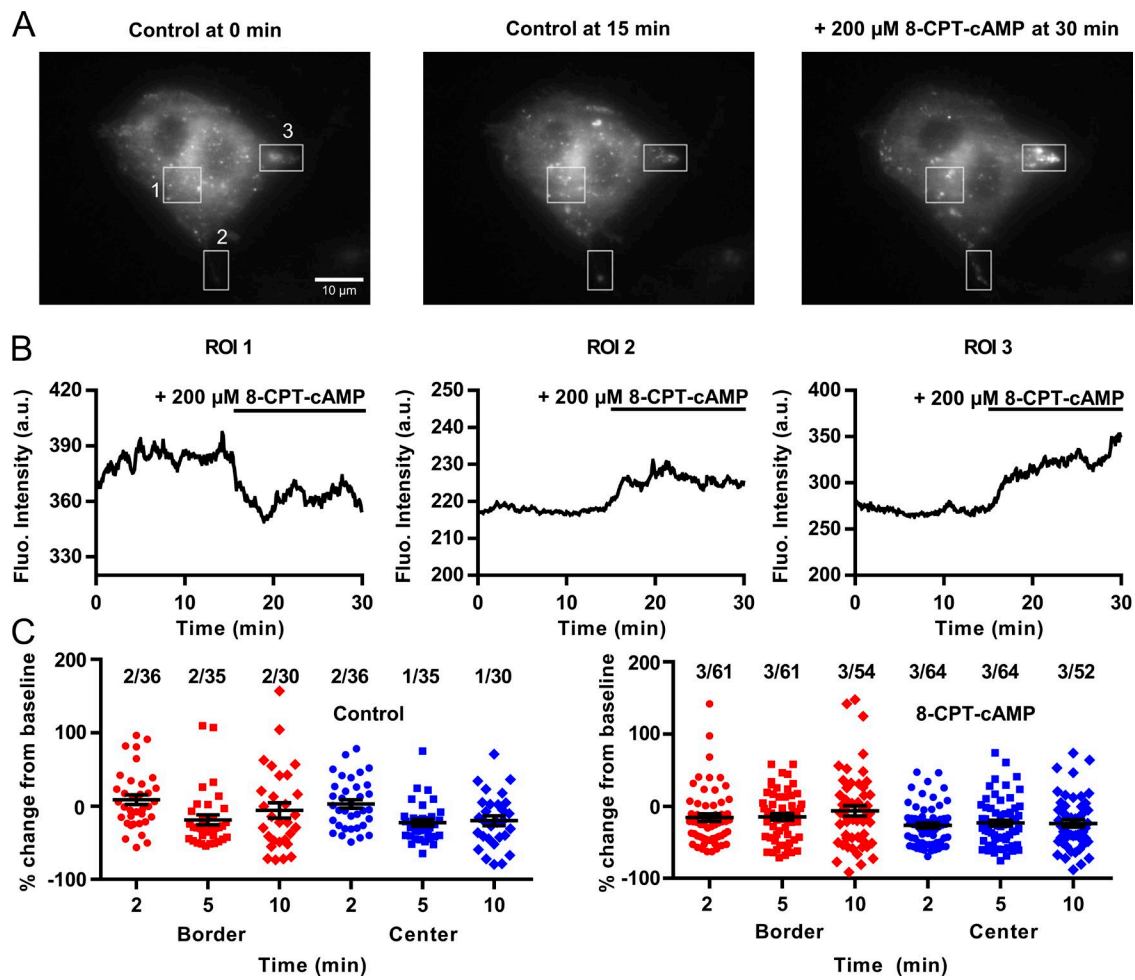 A
Control at 0 min
Control at 15 min
+ 200 µM 8-CPT-cAMP at 30 min
1
2
3
10 µm
B
ROI 1
ROI 2
ROI 3
Fluo. Intensity (a.u.)
420
390
360
330
+ 200 µM 8-CPT-cAMP
0
10
20
30
Time (min)
Fluo. Intensity (a.u.)
250
240
230
220
210
200
+ 200 µM 8-CPT-cAMP
0
10
20
30
Time (min)
Fluo. Intensity (a.u.)
400
350
300
250
200
+ 200 µM 8-CPT-cAMP
0
10
20
30
Time (min)
C
% change from baseline
200
100
0
-100
2/36 2/35 2/30 2/36 1/35 1/30
Control
2 5 10 2 5 10
Border Center
Time (min)
% change from baseline
200
100
0
-100
3/61 3/61 3/54 3/64 3/64 3/52
8-CPT-cAMP
2 5 10 2 5 10
Border Center
Time (min)